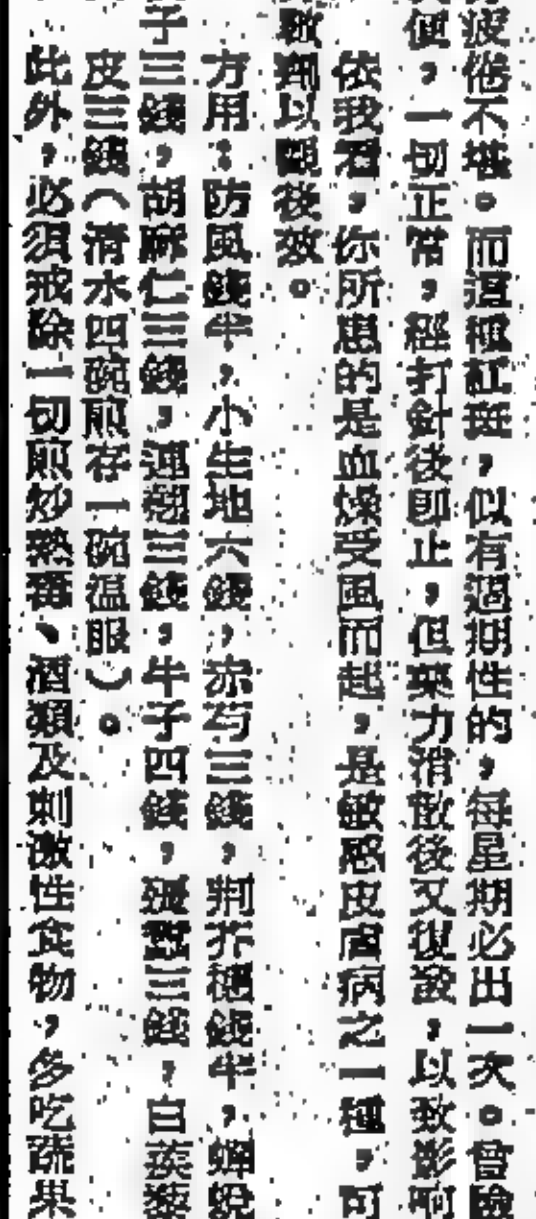 疲倦不堪。而這種紅斑,似有週期性的,每星期必出一次。曾驗
便,一切正常,經打針後即止,但藥力消散後又復發,以致影响
依我看,你所患的是血燥受風而起,是敏感皮膚病之一種,可
劑以觀後效。
方用:防風錢半,小生地六錢,赤芍三錢,荆芥穗錢半,蟬蛻
子三錢,胡麻仁三錢,連翹三錢,牛子四錢,三錢,白蒺藜
皮三錢(清水四碗煎存一碗温服)。
此外,必須戒除一切煎炒熱毒、酒類及刺激性食物,多吃蔬果